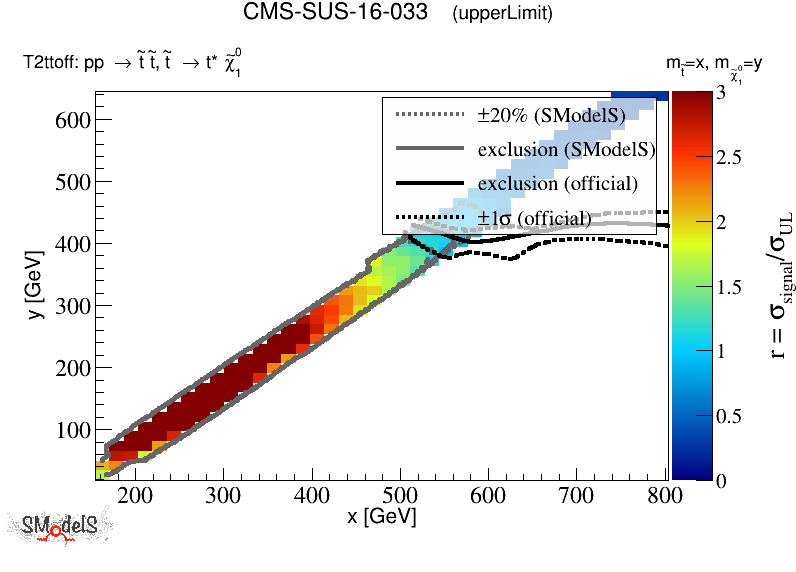 CMS-SUS-16-033 (upperLimit)
T2ttoff: pp → t̃ t̃, t̃ → t* χ̃₁⁰
m_t̃=x, m_χ̃₁⁰=y
±20% (SModelS)
exclusion (SModelS)
exclusion (official)
±1σ (official)
600
500
400
300
200
100
y [GeV]
200 300 400 500 600 700 800
x [GeV]
3
2.5
2
1.5
1
0.5
0
r = σ_signal/σ_UL
SModelS